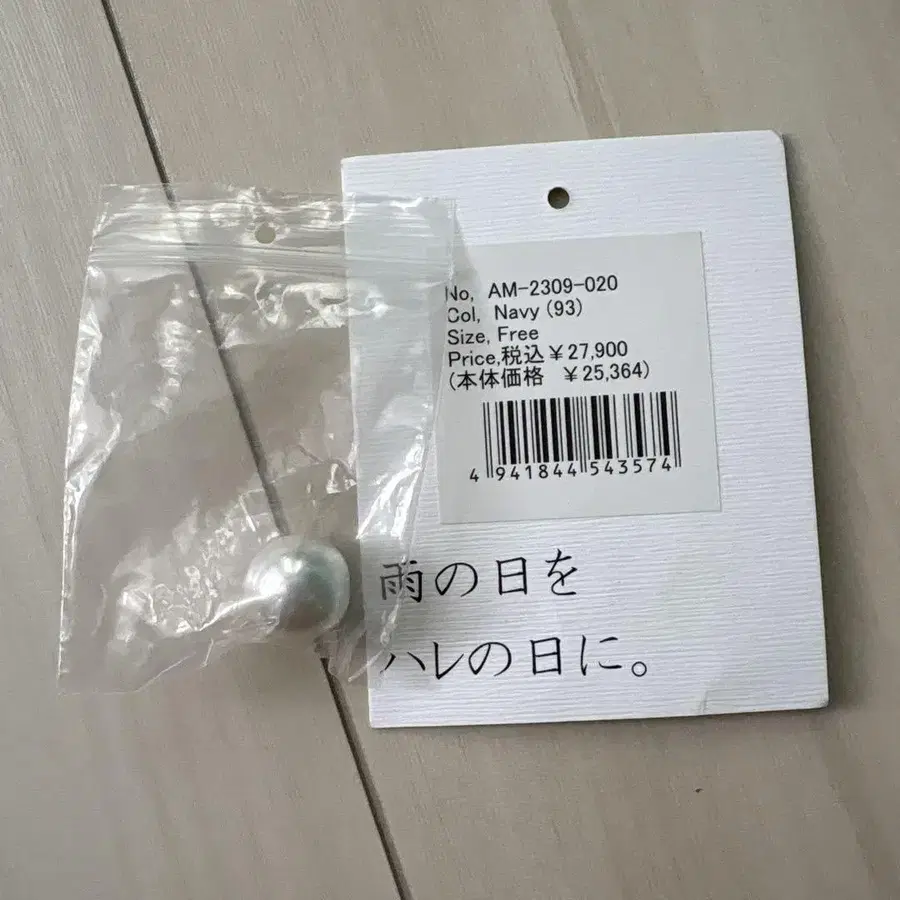 No, AM-2309-020
Col, Navy (93)
Size, Free
Price,税込￥27,900
(本体価格 ￥25,364)
4 941844 543574
雨の日を
ハレの日に。